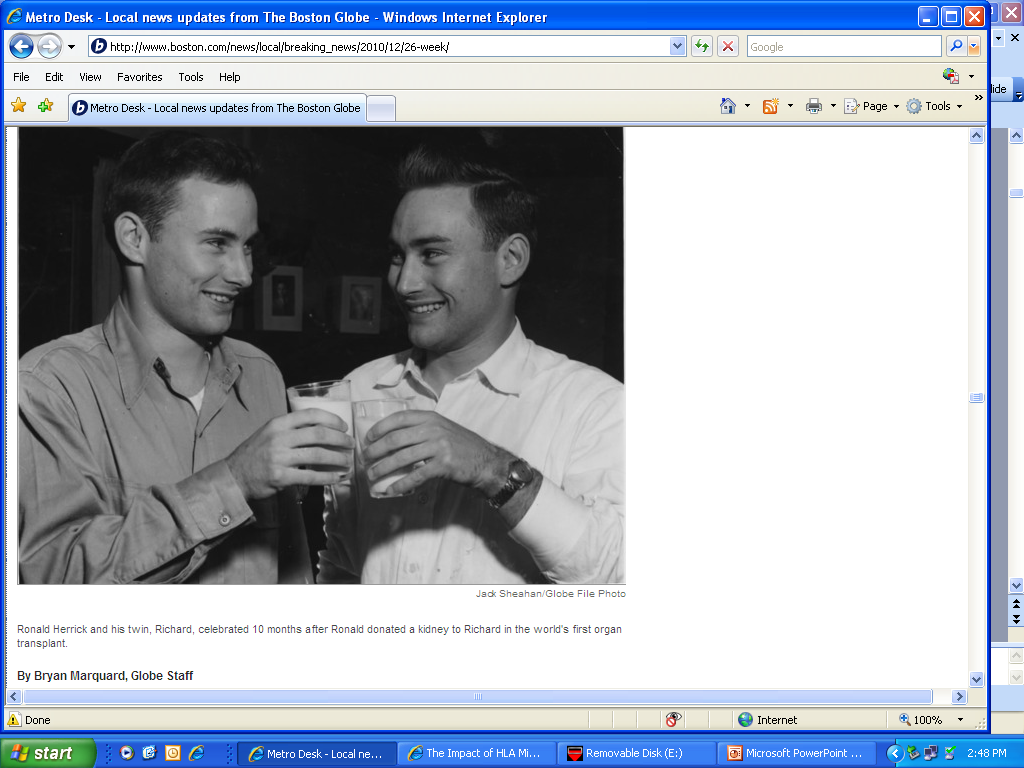 Metro Desk - Local news updates from The Boston Globe - Windows Internet Explorer
http://www.boston.com/news/local/breaking_news/2010/12/26-week/
Google
File Edit View Favorites Tools Help
Metro Desk - Local news updates from The Boston Globe
Page Tools
lide
Jack Sheahan/Globe File Photo
Ronald Herrick and his twin, Richard, celebrated 10 months after Ronald donated a kidney to Richard in the world's first organ
transplant.
By Bryan Marquard, Globe Staff
Done Internet 100%
start Metro Desk - Local ne... The Impact of HLA Mi... Removable Disk (E:) Microsoft PowerPoint ... 2:48 PM